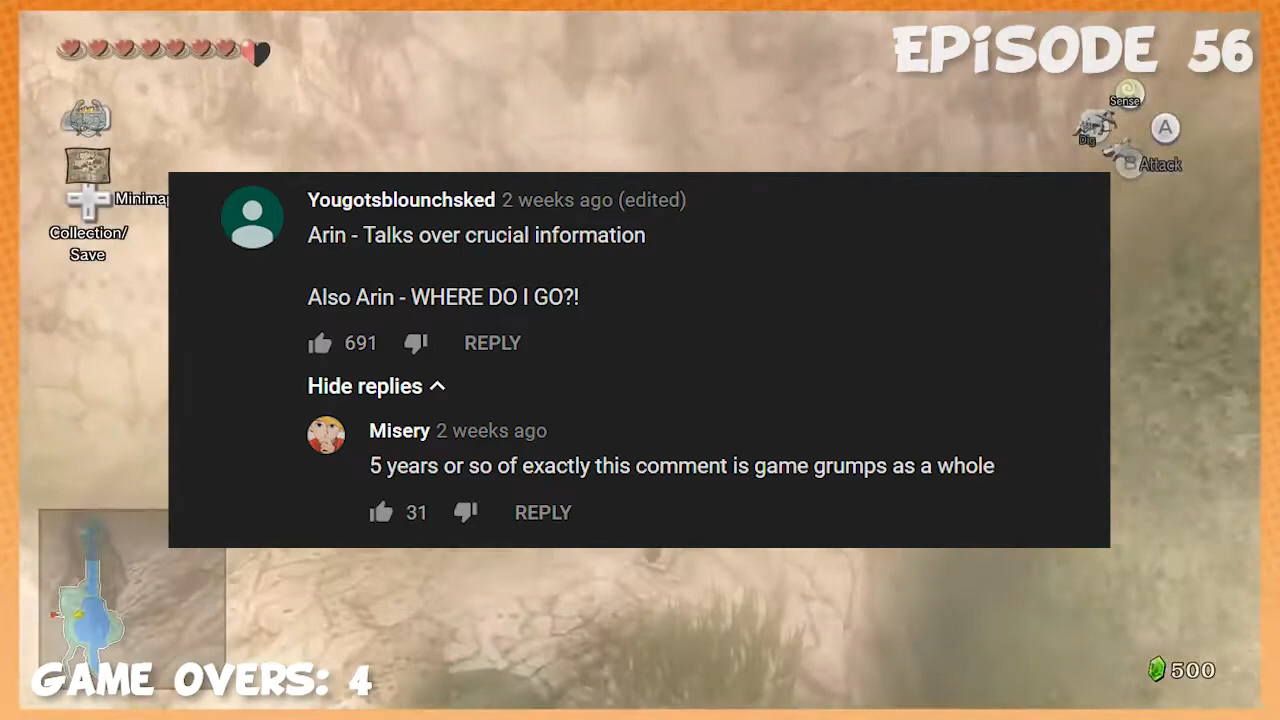 EPISODE 56
Sense
A
Dig
B
Attack
Minima
Collection/
Save
Yougotsblounchsked 2 weeks ago (edited)
Arin - Talks over crucial information
Also Arin - WHERE DO I GO?!
691 REPLY
Hide replies
Misery 2 weeks ago
5 years or so of exactly this comment is game grumps as a whole
31 REPLY
GAME OVERS: 4
500